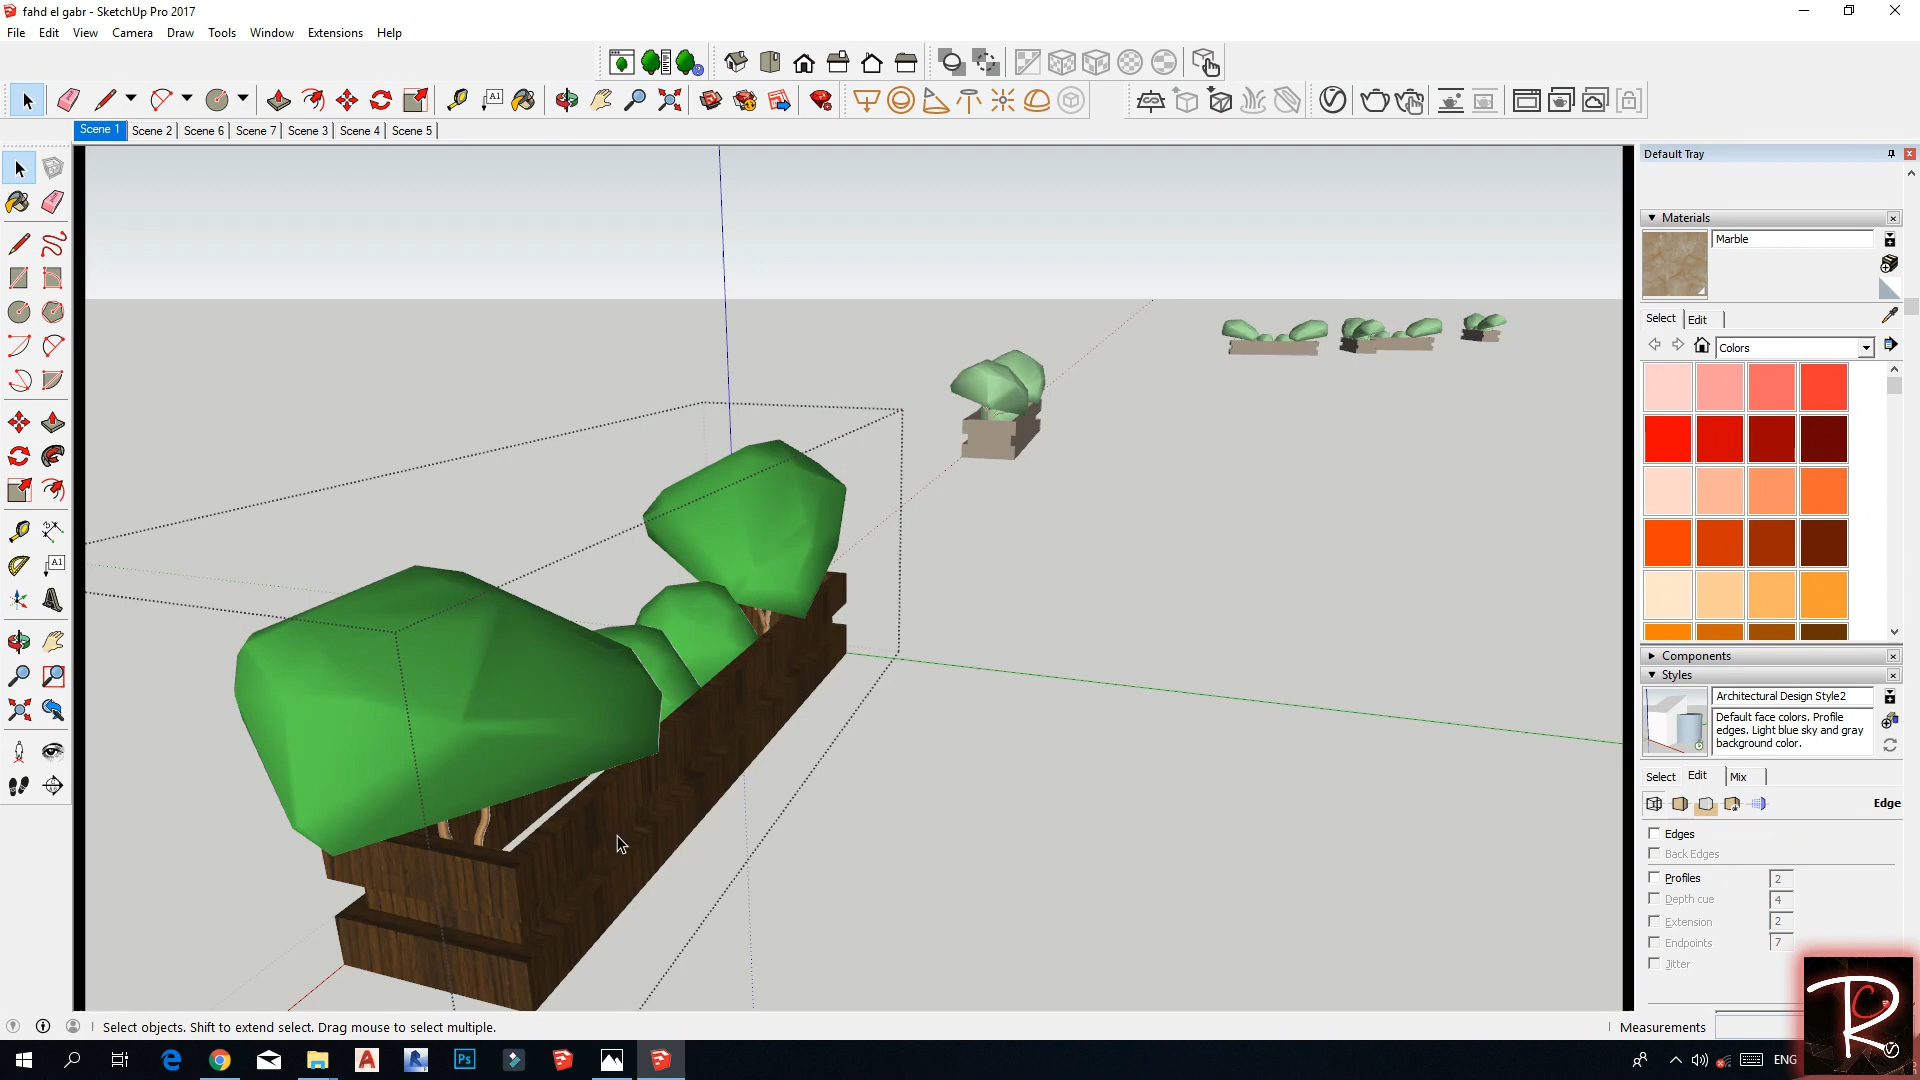 fahd el gabr - SketchUp Pro 2017
File Edit View Camera Draw Tools Window Extensions Help
A1
Scene 1 Scene 2 Scene 6 Scene 7 Scene 3 Scene 4 Scene 5
Default Tray
Materials
Marble
Select Edit
Colors
A1
Components
Styles
Architectural Design Style2
Default face colors. Profile
edges. Light blue sky and gray
background color.
Select Edit Mix
Edge
Edges
Back Edges
Profiles 2
Depth cue 4
Extension 2
Endpoints 7
Jitter
Select objects. Shift to extend select. Drag mouse to select multiple.
Measurements
A Ps ENG